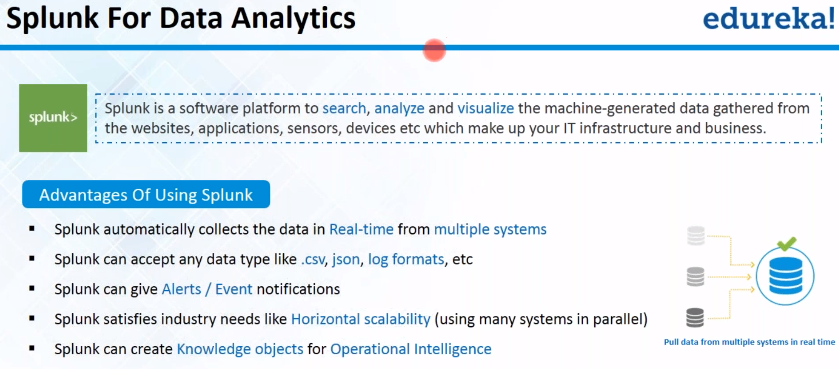 Splunk For Data Analytics
edureka!
splunk>
Splunk is a software platform to search, analyze and visualize the machine-generated data gathered from
the websites, applications, sensors, devices etc which make up your IT infrastructure and business.
Advantages Of Using Splunk
▪ Splunk automatically collects the data in Real-time from multiple systems
▪ Splunk can accept any data type like .csv, json, log formats, etc
▪ Splunk can give Alerts / Event notifications
▪ Splunk satisfies industry needs like Horizontal scalability (using many systems in parallel)
▪ Splunk can create Knowledge objects for Operational Intelligence
Pull data from multiple systems in real time